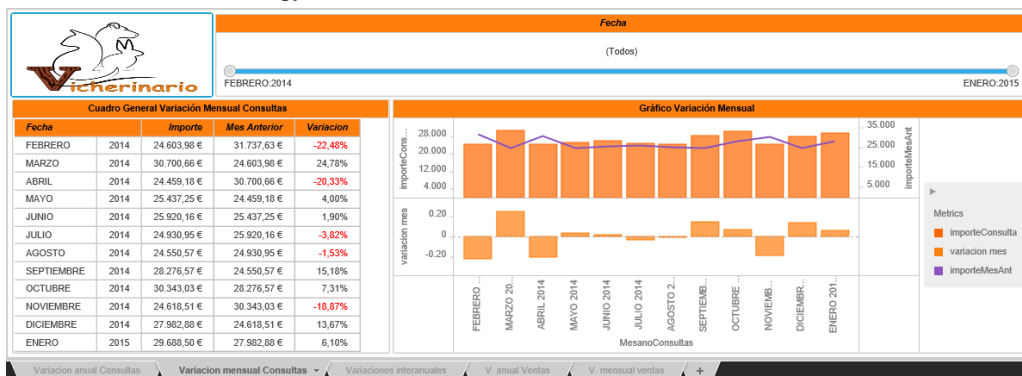 Vicherinario
Fecha
(Todos)
FEBRERO:2014 ENERO:2015
Cuadro General Variación Mensual Consultas
Fecha Importe Mes Anterior Variacion
FEBRERO 2014 24.603,98 € 31.737,63 € -22,48%
MARZO 2014 30.700,66 € 24.603,98 € 24,78%
ABRIL 2014 24.459,18 € 30.700,66 € -20,33%
MAYO 2014 25.437,25 € 24.459,18 € 4,00%
JUNIO 2014 25.920,16 € 25.437,25 € 1,90%
JULIO 2014 24.930,95 € 25.920,16 € -3,82%
AGOSTO 2014 24.550,57 € 24.930,95 € -1,53%
SEPTIEMBRE 2014 28.276,57 € 24.550,57 € 15,18%
OCTUBRE 2014 30.343,03 € 28.276,57 € 7,31%
NOVIEMBRE 2014 24.618,51 € 30.343,03 € -18,87%
DICIEMBRE 2014 27.982,88 € 24.618,51 € 13,67%
ENERO 2015 29.688,50 € 27.982,88 € 6,10%
Gráfico Variación Mensual
importeCons...
28.000
20.000
12.000
4.000
35.000
25.000
15.000
5.000
importeMesAnt
variacion mes
0.20
0
-0.20
FEBRERO ...
MARZO 20...
ABRIL 2014
MAYO 2014
JUNIO 2014
JULIO 2014
AGOSTO 2...
SEPTIEMB...
OCTUBRE ...
NOVIEMB...
DICIEMBR...
ENERO 201...
MesanoConsultas
Metrics
importeConsulta
variacion mes
importeMesAnt
Variacion anual Consultas Variacion mensual Consultas Variaciones interanuales V. anual Ventas V. mensual ventas +